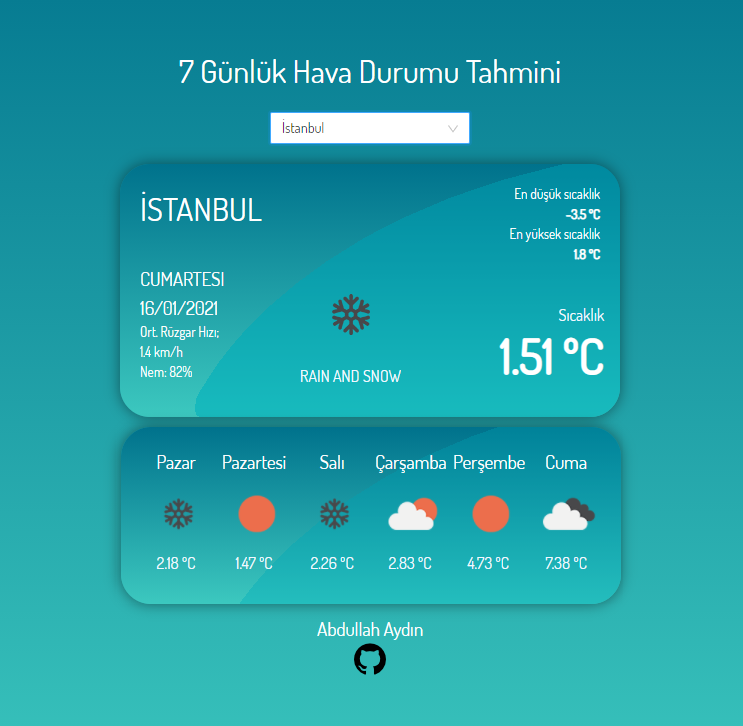 7 Günlük Hava Durumu Tahmini
İstanbul
İSTANBUL
En düşük sıcaklık
-3.5 °C
En yüksek sıcaklık
1.8 °C
CUMARTESI
16/01/2021
Ort. Rüzgar Hızı;
1.4 km/h
Nem: 82%
RAIN AND SNOW
Sıcaklık
1.51 °C
Pazar Pazartesi Salı Çarşamba Perşembe Cuma
2.18 °C 1.47 °C 2.26 °C 2.83 °C 4.73 °C 7.38 °C
Abdullah Aydın